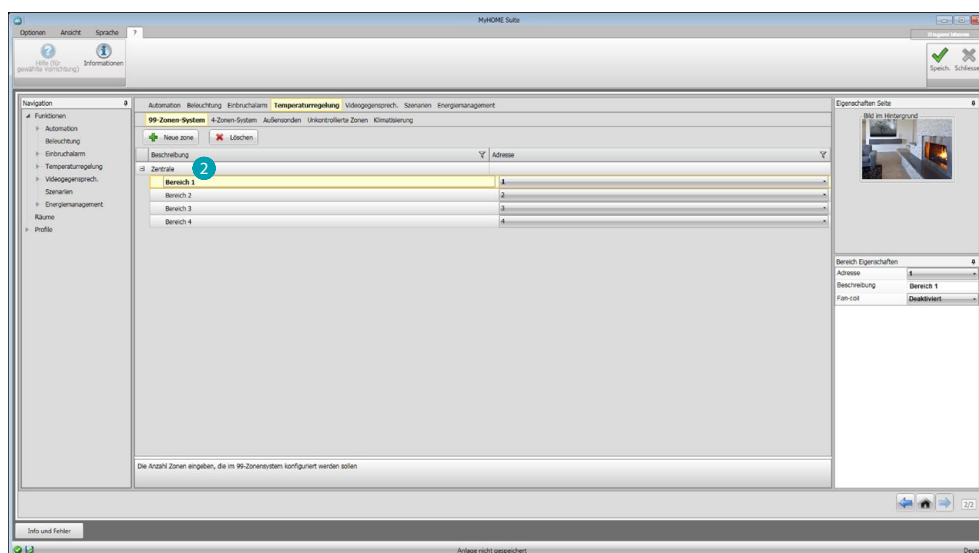 MyHOME Suite
Optionen Ansicht Sprache ?
Hilfe (für gewählte Vorrichtung)
Informationen
Speich. Schliesse
Navigation
Funktionen
Automation
Beleuchtung
Einbruchalarm
Temperaturregelung
Videogegensprech.
Szenarien
Energiemanagement
Räume
Profile
Automation Beleuchtung Einbruchalarm Temperaturregelung Videogegensprech. Szenarien Energiemanagement
99-Zonen-System 4-Zonen-System Außensonden Unkontrollierte Zonen Klimatisierung
Neue zone Löschen
Beschreibung Adresse
Zentrale 2
Bereich 1 1
Bereich 2 2
Bereich 3 3
Bereich 4 4
Die Anzahl Zonen eingeben, die im 99-Zonensystem konfiguriert werden sollen
Eigenschaften Seite
Bild im Hintergrund
Bereich Eigenschaften
Adresse 1
Beschreibung Bereich 1
Fan-coil Deaktiviert
2/2
Info und Fehler
Anlage nicht gespeichert